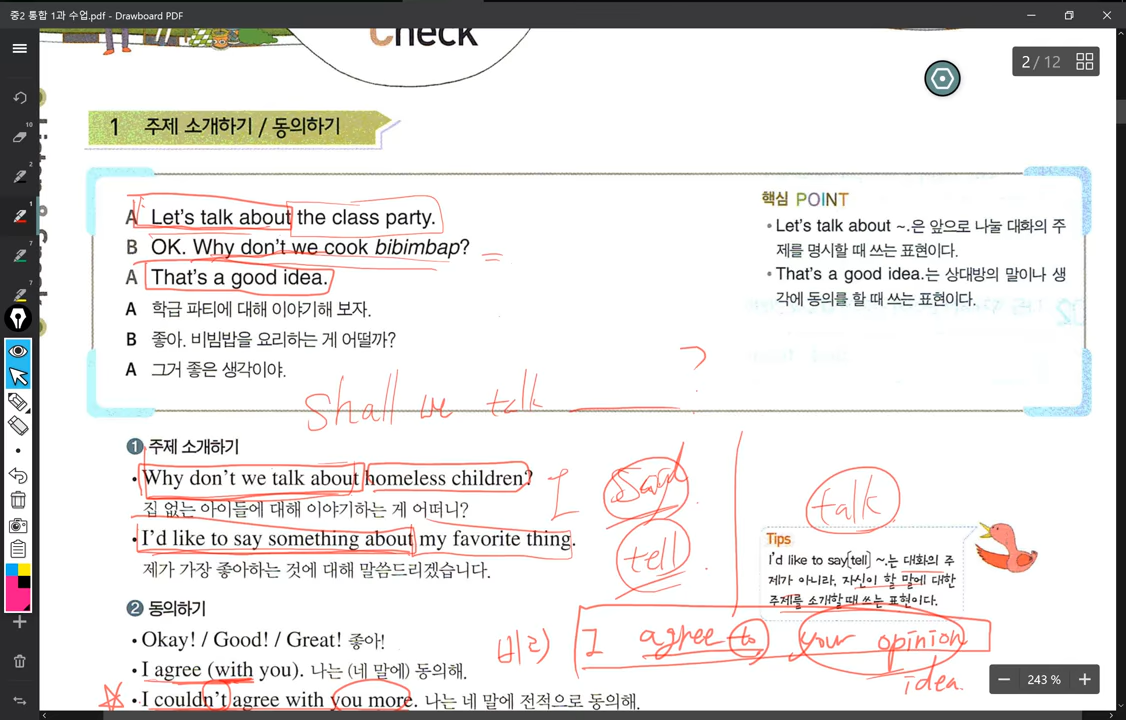 중2 통합 1과 수업.pdf - Drawboard PDF
Check
2 / 12
1 주제 소개하기 / 동의하기
A Let's talk about the class party.
B OK. Why don't we cook bibimbap? =
A That's a good idea.
A 학급 파티에 대해 이야기해 보자.
B 좋아. 비빔밥을 요리하는 게 어떨까?
A 그거 좋은 생각이야.
핵심 POINT
• Let's talk about ~.은 앞으로 나눌 대화의 주
제를 명시할 때 쓰는 표현이다.
• That's a good idea.는 상대방의 말이나 생
각에 동의를 할 때 쓰는 표현이다.
shall we talk ?
1 주제 소개하기
• Why don't we talk about homeless children?
집 없는 아이들에 대해 이야기하는 게 어떠니?
• I'd like to say something about my favorite thing.
제가 가장 좋아하는 것에 대해 말씀드리겠습니다.
I said
tell
talk
Tips
I'd like to say(tell) ~.는 대화의 주
제가 아니라, 자신이 할 말에 대한
주제를 소개할 때 쓰는 표현이다.
2 동의하기
• Okay! / Good! / Great! 좋아!
• I agree (with you). 나는 (네 말에) 동의해.
• I couldn't agree with you more. 나는 네 말에 전적으로 동의해.
I agree to your opinion
idea.
243 %
10
2
1
7
7